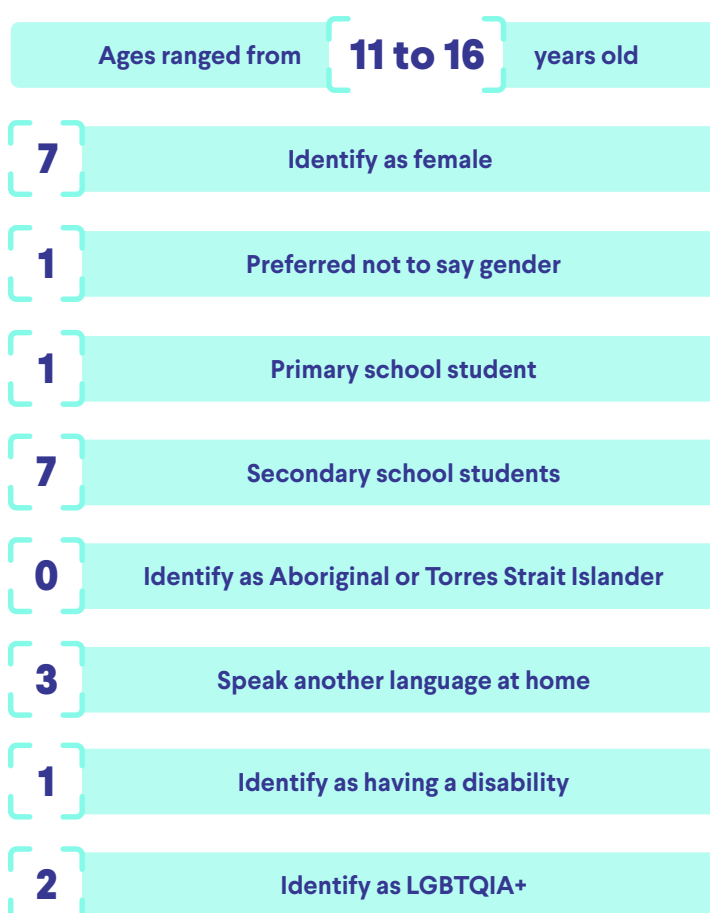 Ages ranged from 11 to 16 years old
7 Identify as female
1 Preferred not to say gender
1 Primary school student
7 Secondary school students
0 Identify as Aboriginal or Torres Strait Islander
3 Speak another language at home
1 Identify as having a disability
2 Identify as LGBTQIA+